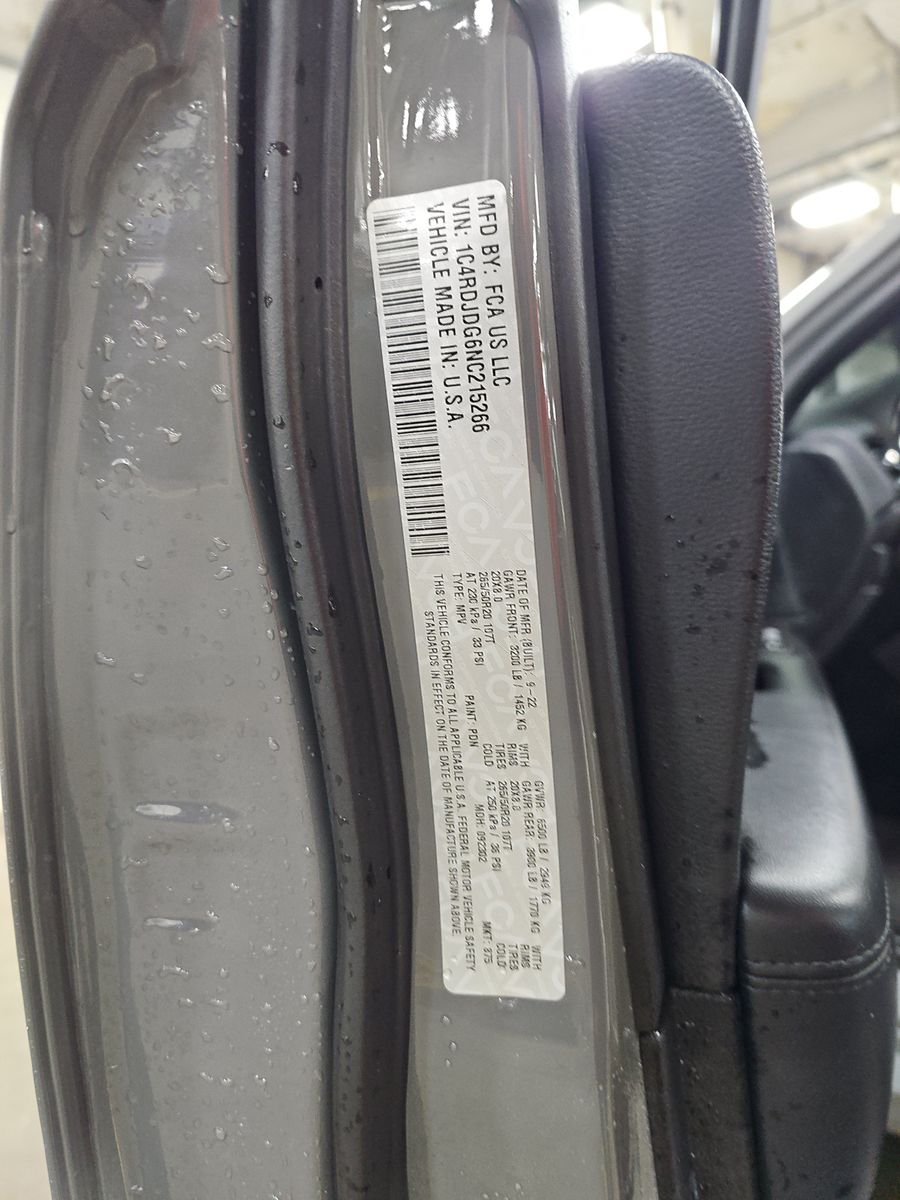 MFD BY: FCA US LLC
VIN: 1C4RDJDG6NC215266
VEHICLE MADE IN: U.S.A.
DATE OF MFR (BUILT): 9-22 GVWR: 6500 LB / 2949 KG
GAWR FRONT: 3200 LB / 1452 KG WITH GAWR REAR: 3900 LB / 1770 KG WITH
20X8.0 RIMS 20X8.0 RIMS
265/50R20 107T TIRES 265/50R20 107T TIRES
AT 230 kPa / 33 PSI COLD AT 250 kPa / 36 PSI COLD
TYPE: MPV PAINT: PDN MDH: 092302 MKT: 875
THIS VEHICLE CONFORMS TO ALL APPLICABLE U.S.A. FEDERAL MOTOR VEHICLE SAFETY
STANDARDS IN EFFECT ON THE DATE OF MANUFACTURE SHOWN ABOVE.